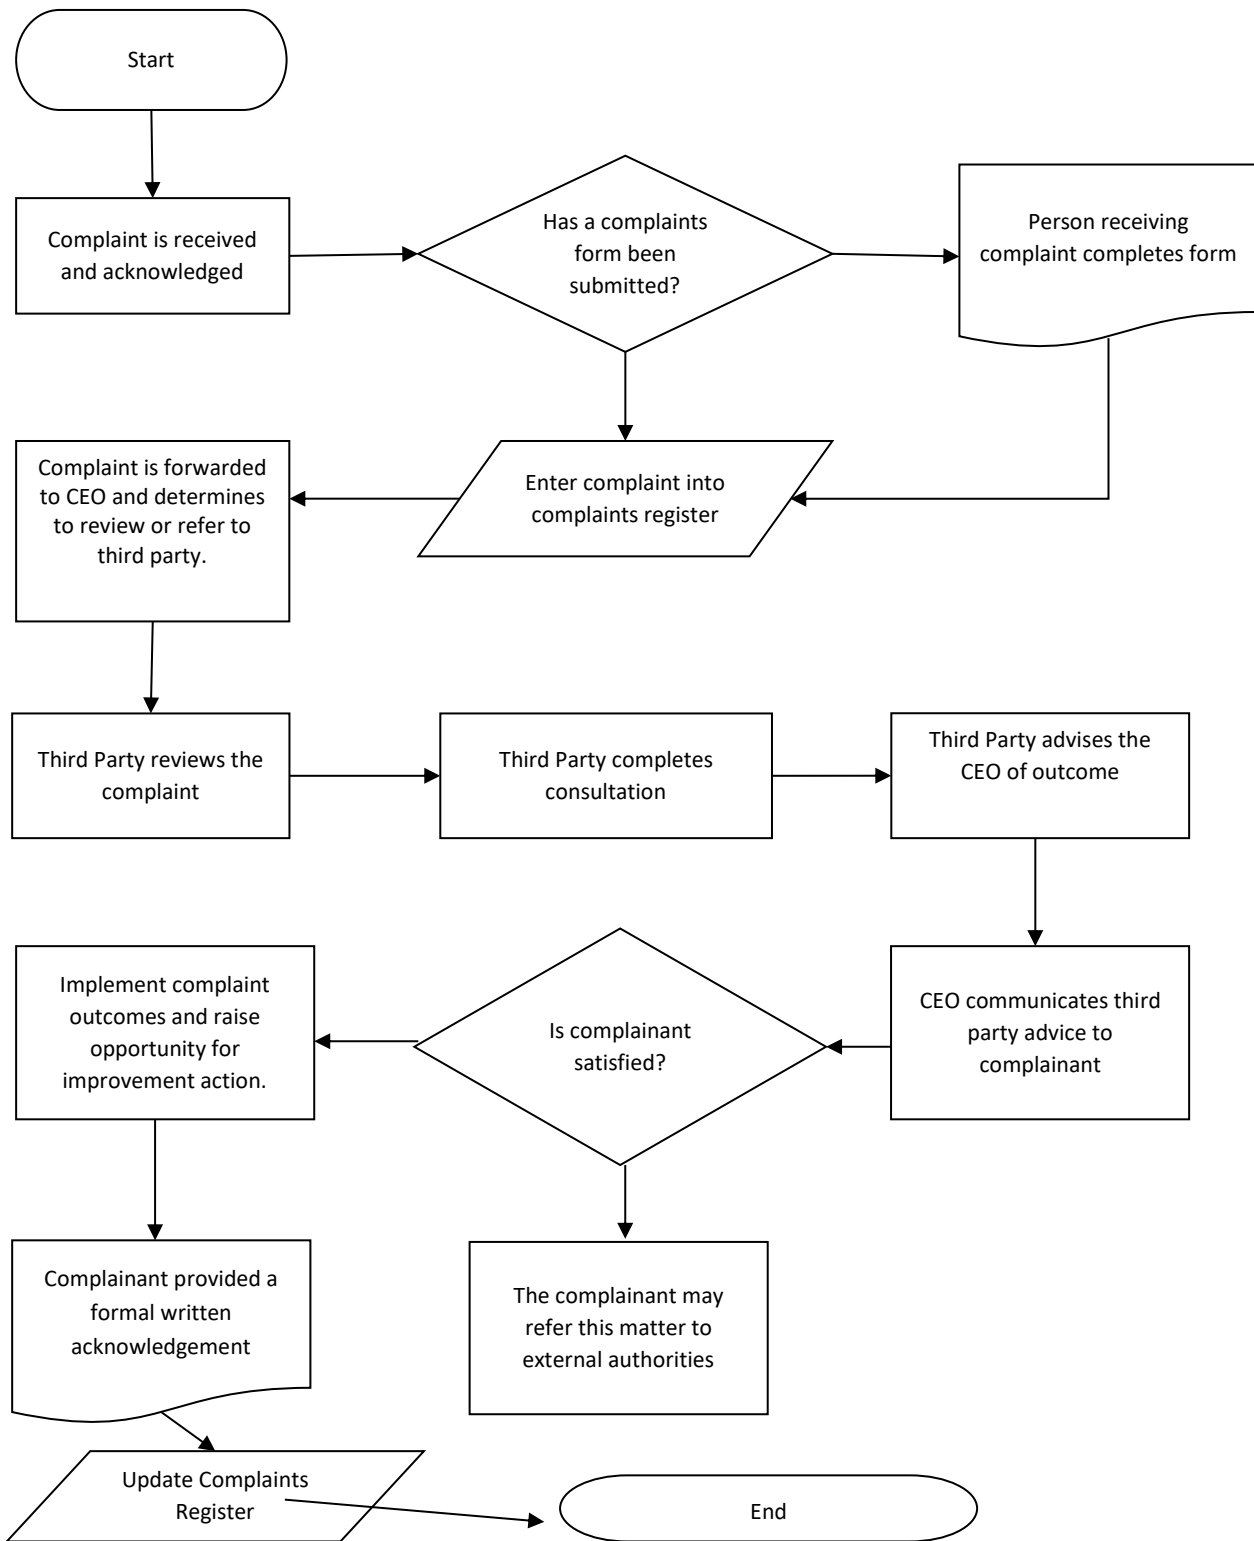 Start
Complaint is received
and acknowledged
Has a complaints
form been
submitted?
Person receiving
complaint completes form
Complaint is forwarded
to CEO and determines
to review or refer to
third party.
Enter complaint into
complaints register
Third Party reviews the
complaint
Third Party completes
consultation
Third Party advises the
CEO of outcome
Implement complaint
outcomes and raise
opportunity for
improvement action.
Is complainant
satisfied?
CEO communicates third
party advice to
complainant
Complainant provided a
formal written
acknowledgement
The complainant may
refer this matter to
external authorities
Update Complaints
Register
End